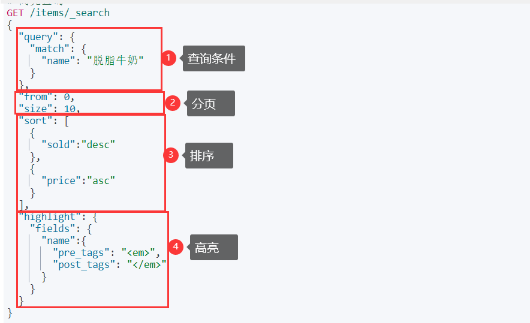 GET /items/_search
{
"query": {
"match": {
"name": "脱脂牛奶"
}
},
1 查询条件
"from": 0,
"size": 10,
2 分页
"sort": [
{
"sold":"desc"
},
{
"price":"asc"
}
],
3 排序
"highlight": {
"fields": {
"name":{
"pre_tags": "<em>",
"post_tags": "</em>"
}
}
}
4 高亮
}